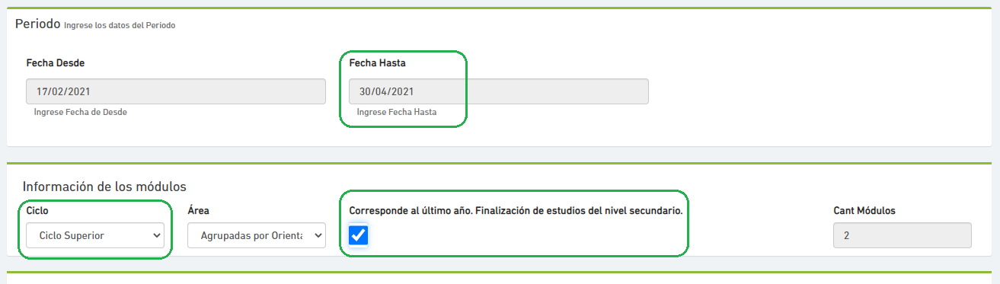 Periodo Ingrese los datos del Periodo
Fecha Desde Fecha Hasta
17/02/2021 30/04/2021
Ingrese Fecha de Desde Ingrese Fecha Hasta
Información de los módulos
Ciclo Área Corresponde al último año. Finalización de estudios del nivel secundario. Cant Módulos
Ciclo Superior Agrupadas por Orienta 2